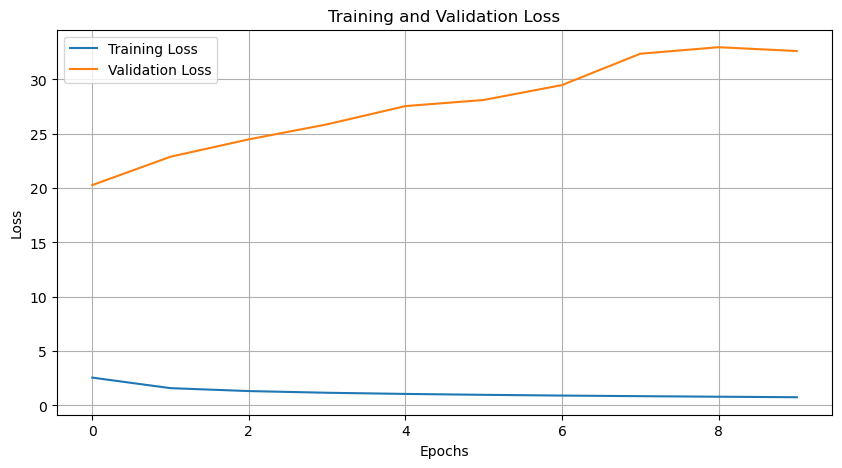 Training and Validation Loss
Training Loss
Validation Loss
30
25
20
15
10
5
0
Loss
0 2 4 6 8
Epochs